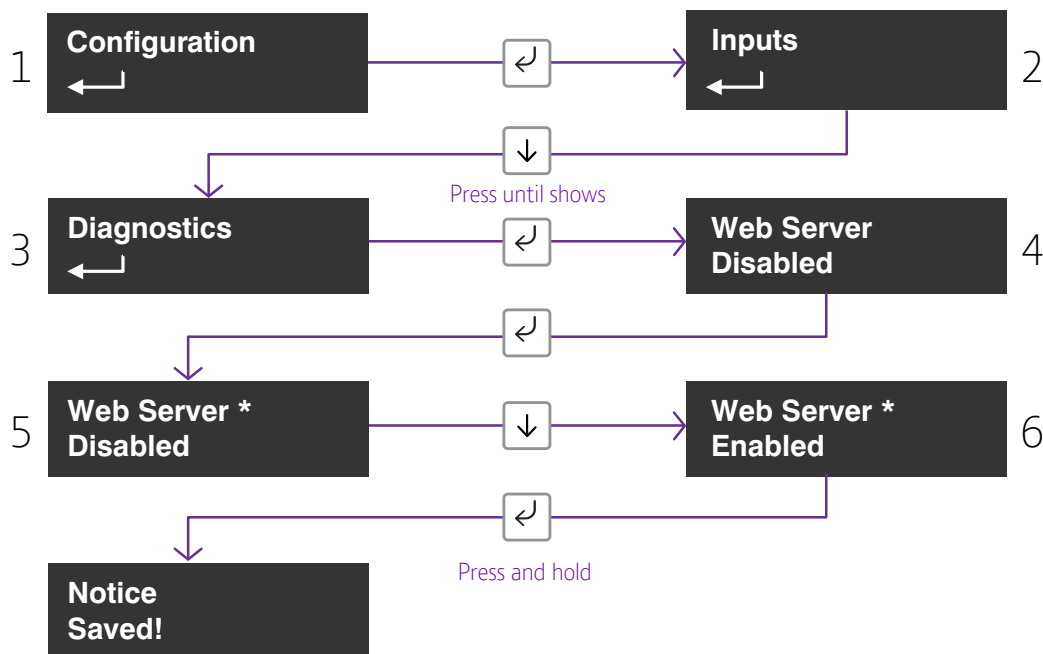 1
Configuration
Inputs
2
Press until shows
3
Diagnostics
Web Server
Disabled
4
5
Web Server *
Disabled
Web Server *
Enabled
6
Press and hold
Notice
Saved!